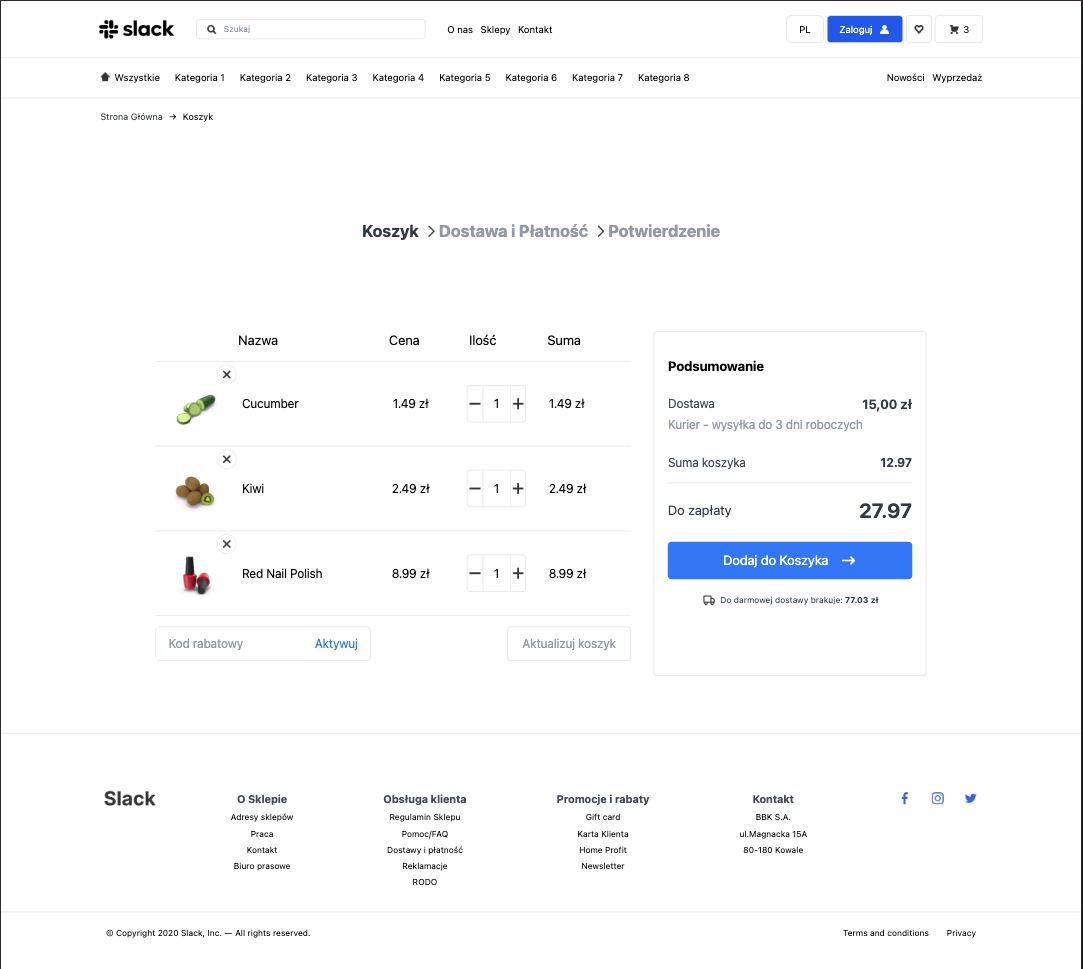 slack Szukaj O nas Sklepy Kontakt PL Zaloguj 3
Wszystkie Kategoria 1 Kategoria 2 Kategoria 3 Kategoria 4 Kategoria 5 Kategoria 6 Kategoria 7 Kategoria 8 Nowości Wyprzedaż
Strona Główna → Koszyk
Koszyk > Dostawa i Płatność > Potwierdzenie
Nazwa Cena Ilość Suma
Cucumber 1.49 zł − 1 + 1.49 zł
Kiwi 2.49 zł − 1 + 2.49 zł
Red Nail Polish 8.99 zł − 1 + 8.99 zł
Kod rabatowy Aktywuj Aktualizuj koszyk
Podsumowanie
Dostawa 15,00 zł
Kurier - wysyłka do 3 dni roboczych
Suma koszyka 12.97
Do zapłaty 27.97
Dodaj do Koszyka →
Do darmowej dostawy brakuje: 77.03 zł
Slack
O Sklepie
Adresy sklepów
Praca
Kontakt
Biuro prasowe
Obsługa klienta
Regulamin Sklepu
Pomoc/FAQ
Dostawy i płatność
Reklamacje
RODO
Promocje i rabaty
Gift card
Karta Klienta
Home Profit
Newsletter
Kontakt
BBK S.A.
ul.Magnacka 15A
80-180 Kowale
© Copyright 2020 Slack, Inc. — All rights reserved. Terms and conditions Privacy